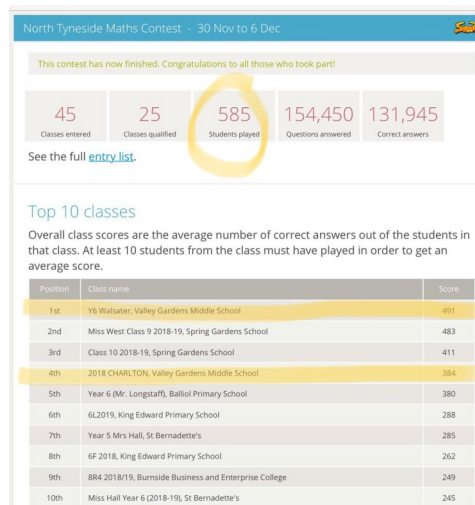 North Tyneside Maths Contest - 30 Nov to 6 Dec
This contest has now finished. Congratulations to all those who took part!
45 25 585 154,450 131,945
Classes entered Classes qualified Students played Questions answered Correct answers
See the full entry list.
Top 10 classes
Overall class scores are the average number of correct answers out of the students in
that class. At least 10 students from the class must have played in order to get an
average score.
Position Class name Score
1st Y6 Walsater, Valley Gardens Middle School 491
2nd Miss West Class 9 2018-19, Spring Gardens School 483
3rd Class 10 2018-19, Spring Gardens School 411
4th 2018 CHARLTON, Valley Gardens Middle School 384
5th Year 6 (Mr. Longstaff), Balliol Primary School 380
6th 6L2019, King Edward Primary School 288
7th Year 5 Mrs Hall, St Bernadette's 285
8th 6F 2018, King Edward Primary School 262
9th 8R4 2018/19, Burnside Business and Enterprise College 249
10th Miss Hall Year 6 (2018-19), St Bernadette's 245